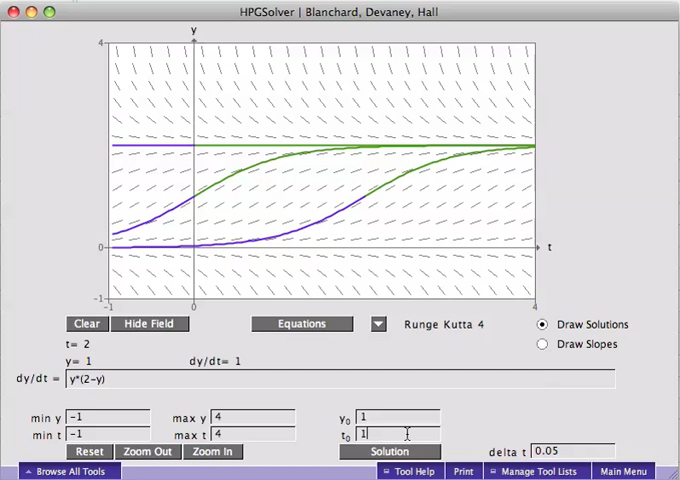 HPGSolver | Blanchard, Devaney, Hall
y
4
0
t
-1
-1
0
4
Clear
Hide Field
Equations
Runge Kutta 4
Draw Solutions
t= 2
Draw Slopes
y= 1
dy/dt= 1
dy/dt =
y*(2-y)
min y
-1
max y
4
y0
1
min t
-1
max t
4
t0
1
Reset
Zoom Out
Zoom In
Solution
delta t
0.05
Browse All Tools
Tool Help
Print
Manage Tool Lists
Main Menu